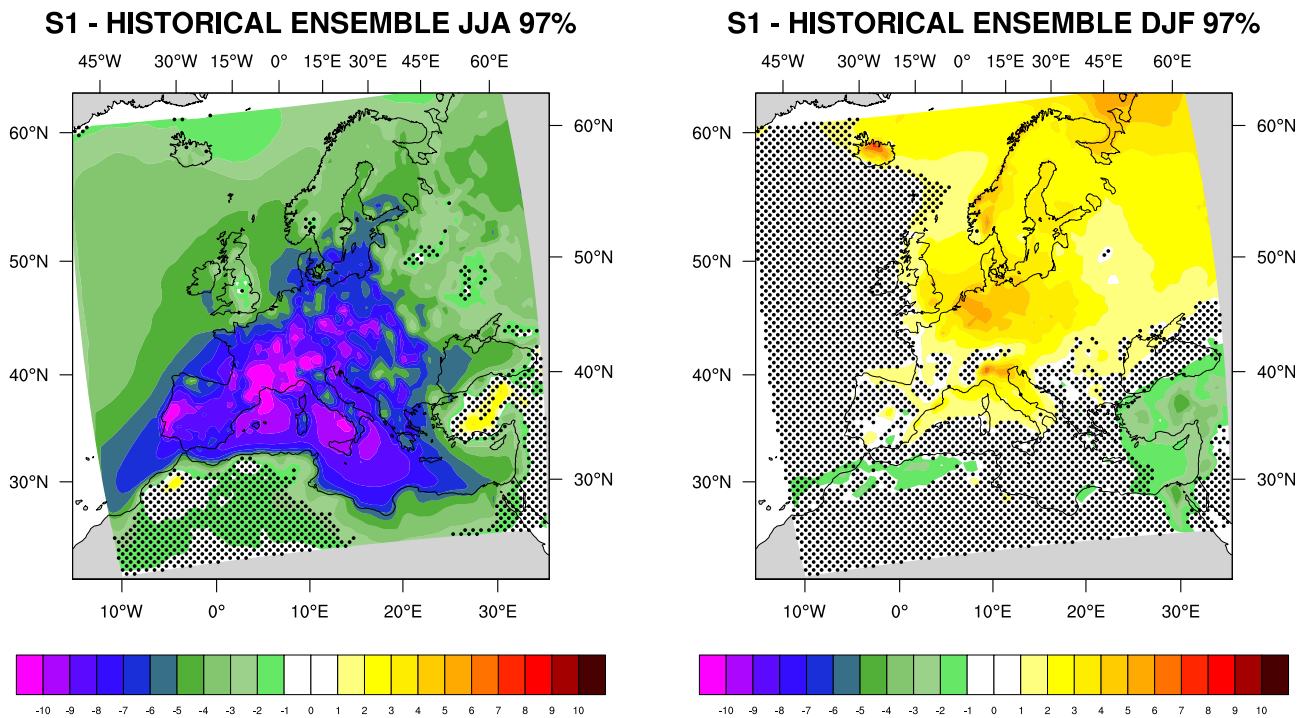 S1 - HISTORICAL ENSEMBLE JJA 97%
45°W 30°W 15°W 0° 15°E 30°E 45°E 60°E
60°N 60°N
50°N 50°N
40°N 40°N
30°N 30°N
10°W 0° 10°E 20°E 30°E
-10 -9 -8 -7 -6 -5 -4 -3 -2 -1 0 1 2 3 4 5 6 7 8 9 10
S1 - HISTORICAL ENSEMBLE DJF 97%
45°W 30°W 15°W 0° 15°E 30°E 45°E 60°E
60°N 60°N
50°N 50°N
40°N 40°N
30°N 30°N
10°W 0° 10°E 20°E 30°E
-10 -9 -8 -7 -6 -5 -4 -3 -2 -1 0 1 2 3 4 5 6 7 8 9 10